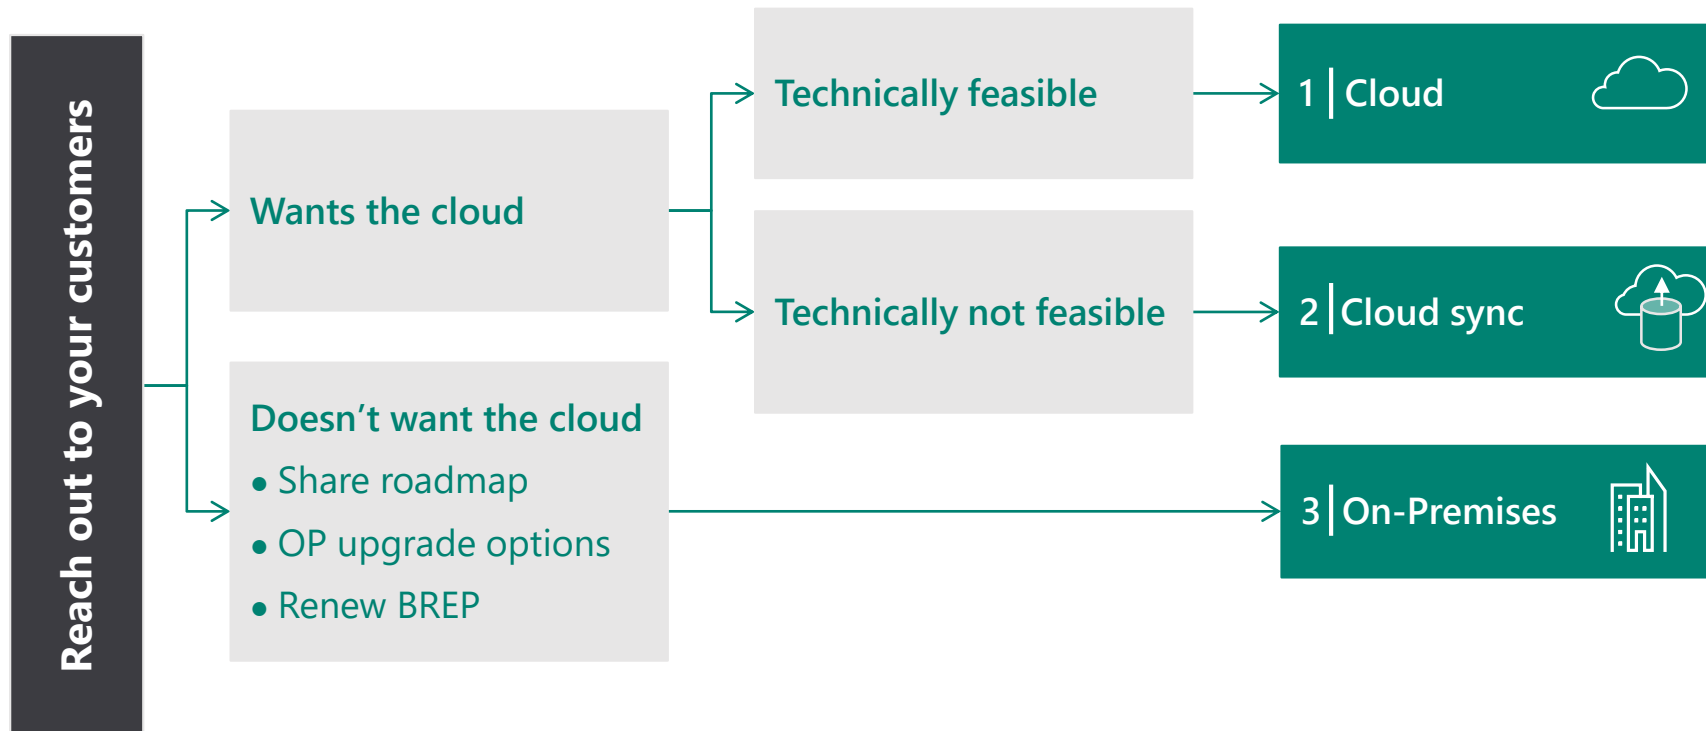 Reach out to your customers
Wants the cloud
Doesn’t want the cloud
● Share roadmap
● OP upgrade options
● Renew BREP
Technically feasible
Technically not feasible
1 | Cloud
2 | Cloud sync
3 | On-Premises